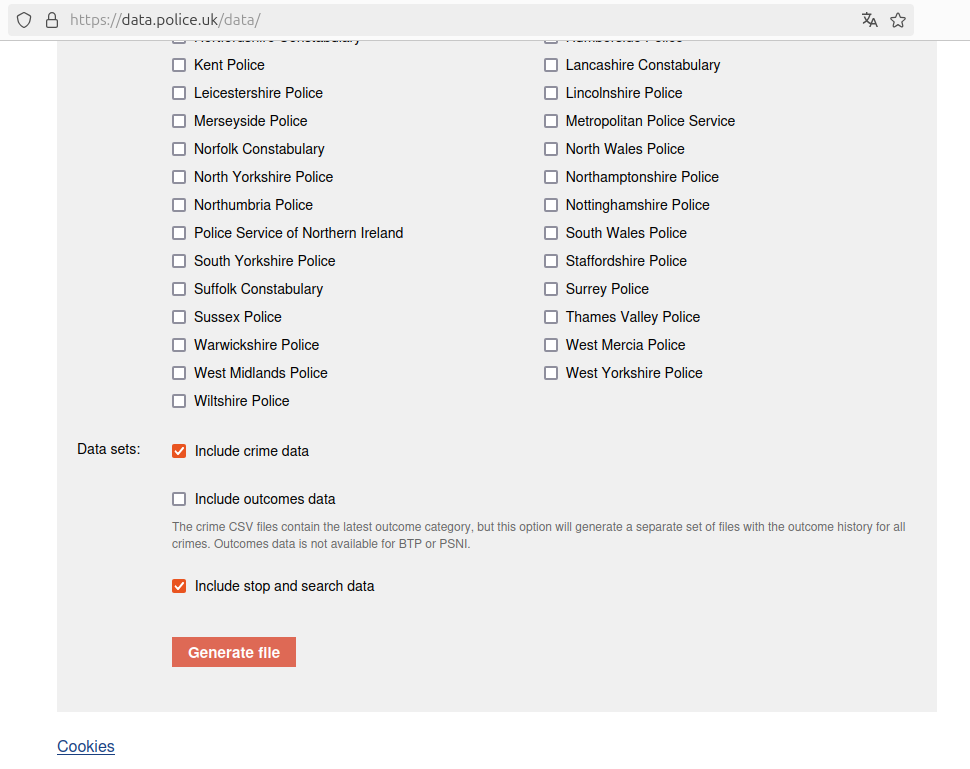 https://data.police.uk/data/
Kent Police
Lancashire Constabulary
Leicestershire Police
Lincolnshire Police
Merseyside Police
Metropolitan Police Service
Norfolk Constabulary
North Wales Police
North Yorkshire Police
Northamptonshire Police
Northumbria Police
Nottinghamshire Police
Police Service of Northern Ireland
South Wales Police
South Yorkshire Police
Staffordshire Police
Suffolk Constabulary
Surrey Police
Sussex Police
Thames Valley Police
Warwickshire Police
West Mercia Police
West Midlands Police
West Yorkshire Police
Wiltshire Police
Data sets:
Include crime data
Include outcomes data
The crime CSV files contain the latest outcome category, but this option will generate a separate set of files with the outcome history for all
crimes. Outcomes data is not available for BTP or PSNI.
Include stop and search data
Generate file
Cookies